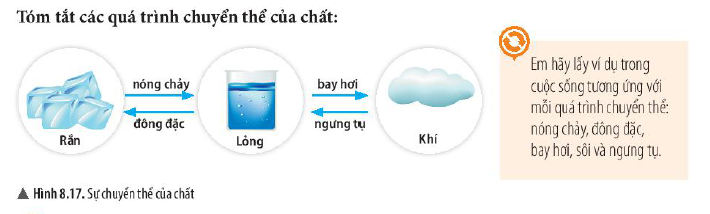 Tóm tắt các quá trình chuyển thể của chất:
nóng chảy
đông đặc
bay hơi
ngưng tụ
Rắn
Lỏng
Khí
Hình 8.17. Sự chuyển thể của chất
Em hãy lấy ví dụ trong
cuộc sống tương ứng với
mỗi quá trình chuyển thể:
nóng chảy, đông đặc,
bay hơi, sôi và ngưng tụ.